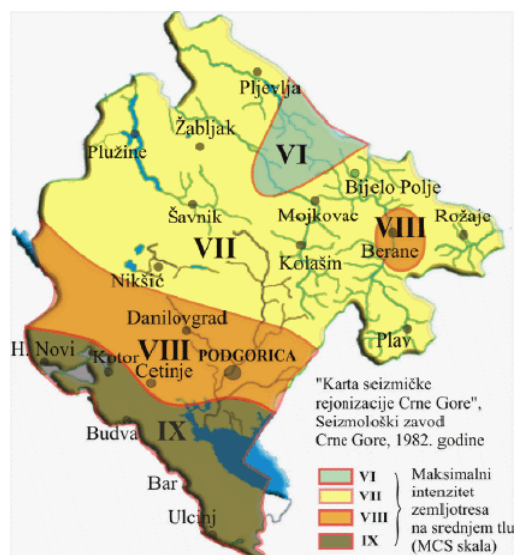 Pljevlja
Žabljak
Plužine
VI
Bijelo Polje
Mojkovac
Šavnik
VIII
Rožaje
Berane
VII
Kolašin
Nikšić
Danilovgrad
Plav
VIII
PODGORICA
H. Novi
Kotor
Cetinje
IX
Budva
Bar
Ulcinj
"Karta seizmičke
rejonizacije Crne Gore",
Seizmološki zavod
Crne Gore, 1982. godine
VI
VII
VIII
IX
Maksimalni
intenzitet
zemljotresa
na srednjem tlu
(MCS skala)